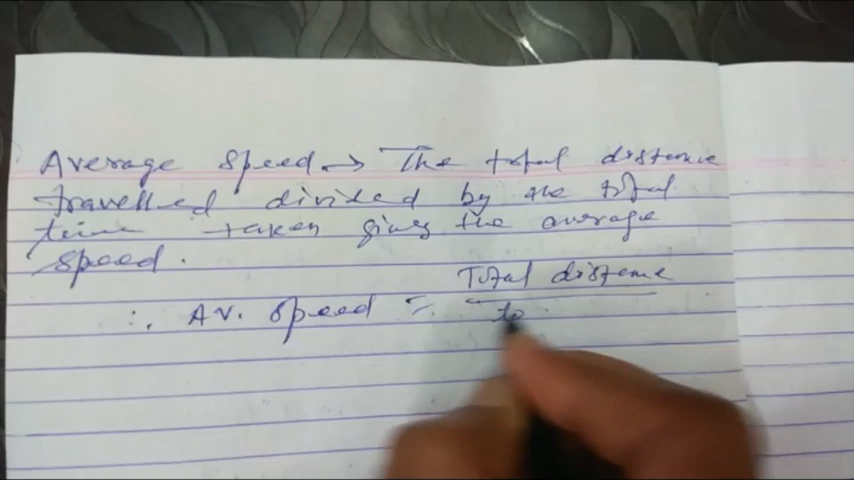 Average speed → The total distance
travelled divided by the total
time taken gives the average
speed.
Total distance
∴ AV. speed =
to